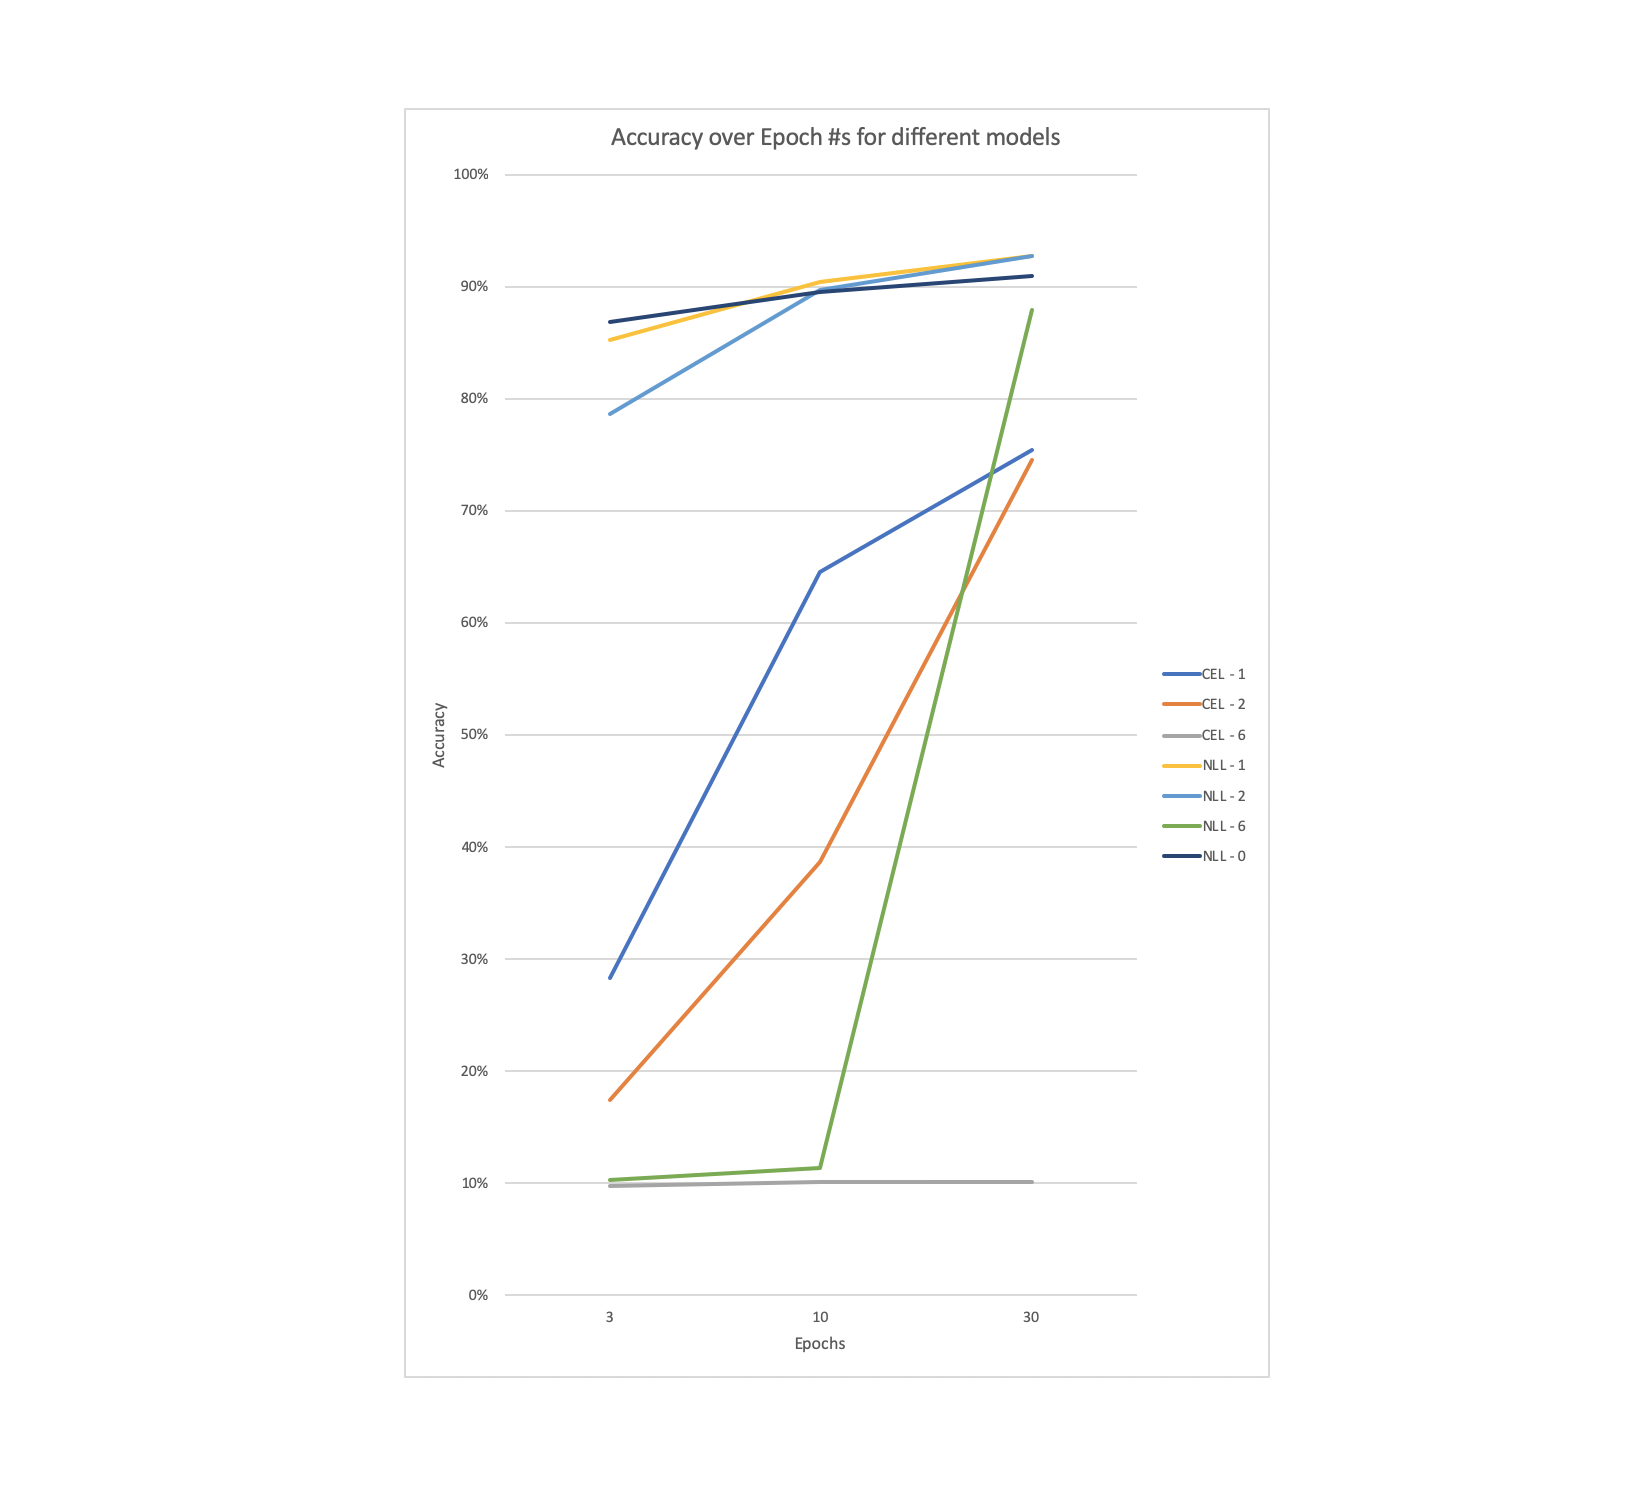 Accuracy over Epoch #s for different models
100%
90%
80%
70%
60%
50%
40%
30%
20%
10%
0%
Accuracy
3 10 30
Epochs
CEL - 1
CEL - 2
CEL - 6
NLL - 1
NLL - 2
NLL - 6
NLL - 0